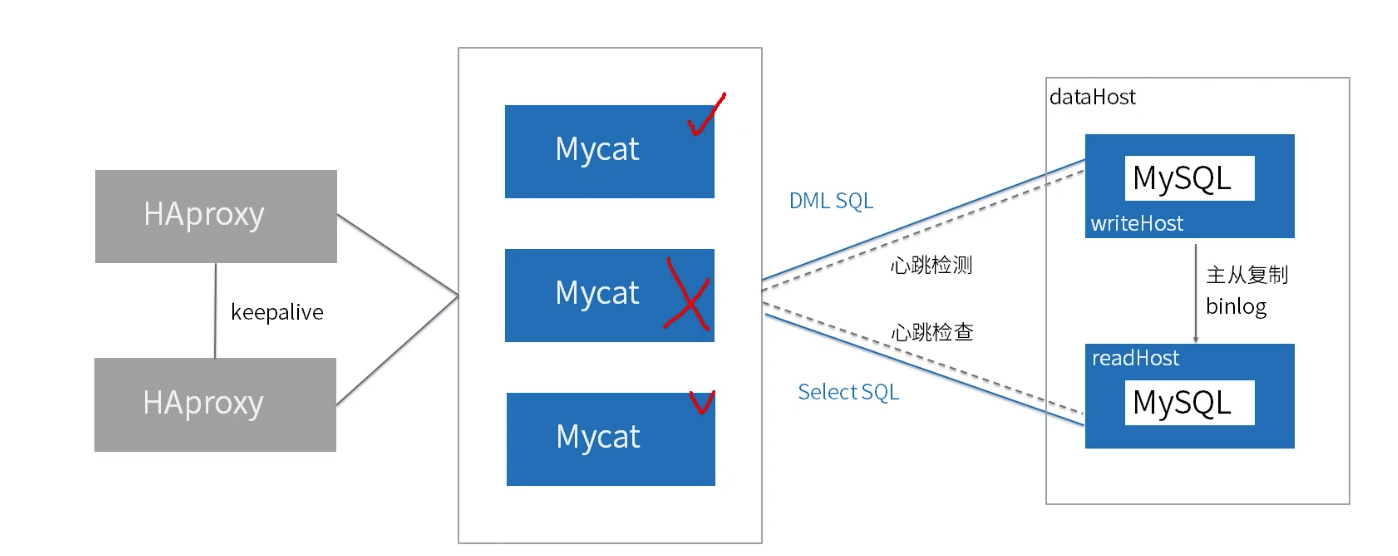 HAproxy
keepalive
HAproxy
Mycat
Mycat
Mycat
DML SQL
心跳检测
心跳检查
Select SQL
dataHost
MySQL
writeHost
主从复制
binlog
readHost
MySQL